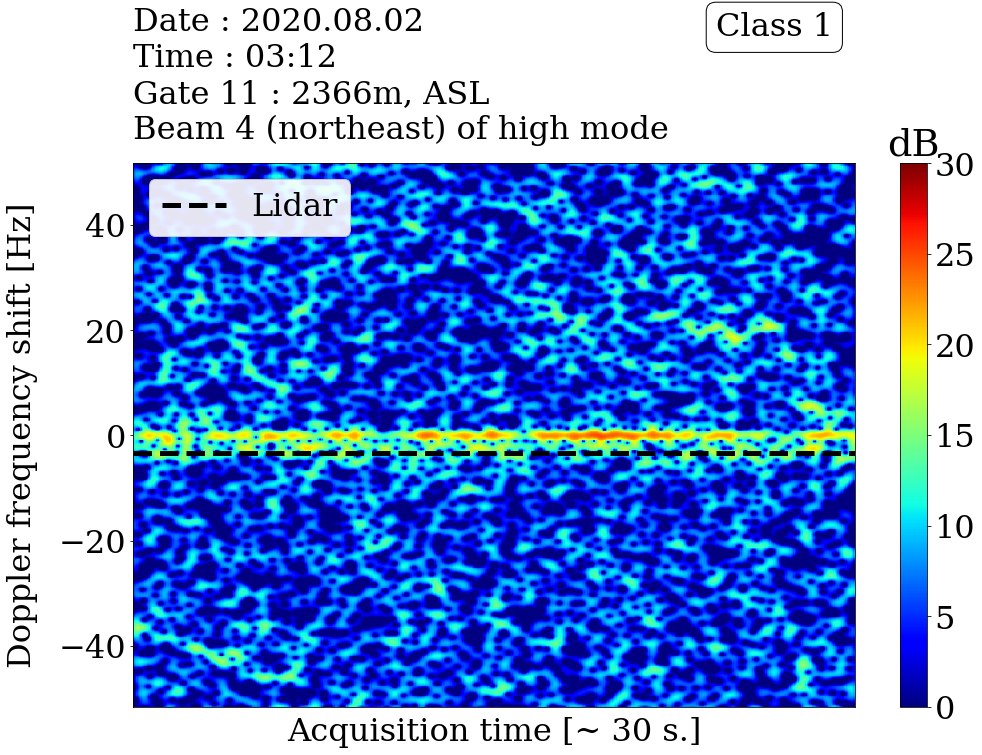 Date : 2020.08.02
Time : 03:12
Gate 11 : 2366m, ASL
Beam 4 (northeast) of high mode
Class 1
dB
Lidar
Doppler frequency shift [Hz]
40
20
0
−20
−40
30
25
20
15
10
5
0
Acquisition time [~ 30 s.]